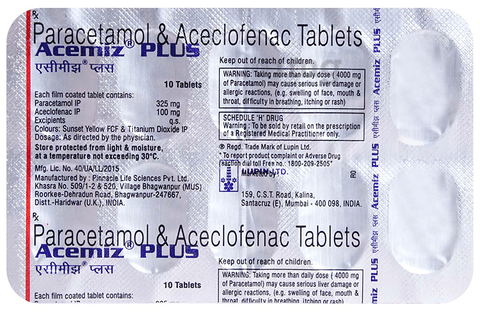 Rx
Paracetamol & Aceclofenac Tablets
Acemiz® PLUS
एसीमीझ® प्लस
10 Tablets
Each film coated tablet contains:
Paracetamol IP 325 mg
Aceclofenac IP 100 mg
Excipients q.s.
Colours: Sunset Yellow FCF & Titanium Dioxide IP
Dosage: As directed by the physician.
Store protected from light & moisture,
at a temperature not exceeding 30°C.
Mfg. Lic. No. 40/UA/LL/2015
Manufactured by : Pinnacle Life Sciences Pvt. Ltd.
Khasra No. 509/1-2 & 520, Village Bhagwanpur (MUS)
Roorkee-Dehradun Road, Bhagwanpur-247667,
Distt.-Haridwar (U.K.), INDIA.
Keep out of reach of children.
WARNING: Taking more than daily dose ( 4000 mg
of Paracetamol) may cause serious liver damage or
allergic reactions, (e.g. swelling of face, mouth &
throat, difficulty in breathing, itching or rash)
SCHEDULE 'H' DRUG
Warning : To be sold by retail on the prescription
of a Registered Medical Practitioner only.
® Regd. Trade Mark of Lupin Ltd.
To report product complaint or Adverse Drug
Reaction dial toll Free no.: 1800-209-2505"
Marketed by :
LUPIN LTD.
159, C.S.T. Road, Kalina,
Santacruz (E), Mumbai - 400 098, INDIA.
RO
Acemiz® PLUS एसीमीझ® प्लस
Acemiz® PLUS
Rx
Paracetamol & Aceclofenac Tablets
Acemiz® PLUS
एसीमीझ® प्लस
10 Tablets
Each film coated tablet contains:
Keep out of reach of children.
WARNING: Taking more than daily dose ( 4000 mg
of Paracetamol) may cause serious liver damage or
allergic reactions, (e.g. swelling of face, mouth &
throat, difficulty in breathing, itching or rash)